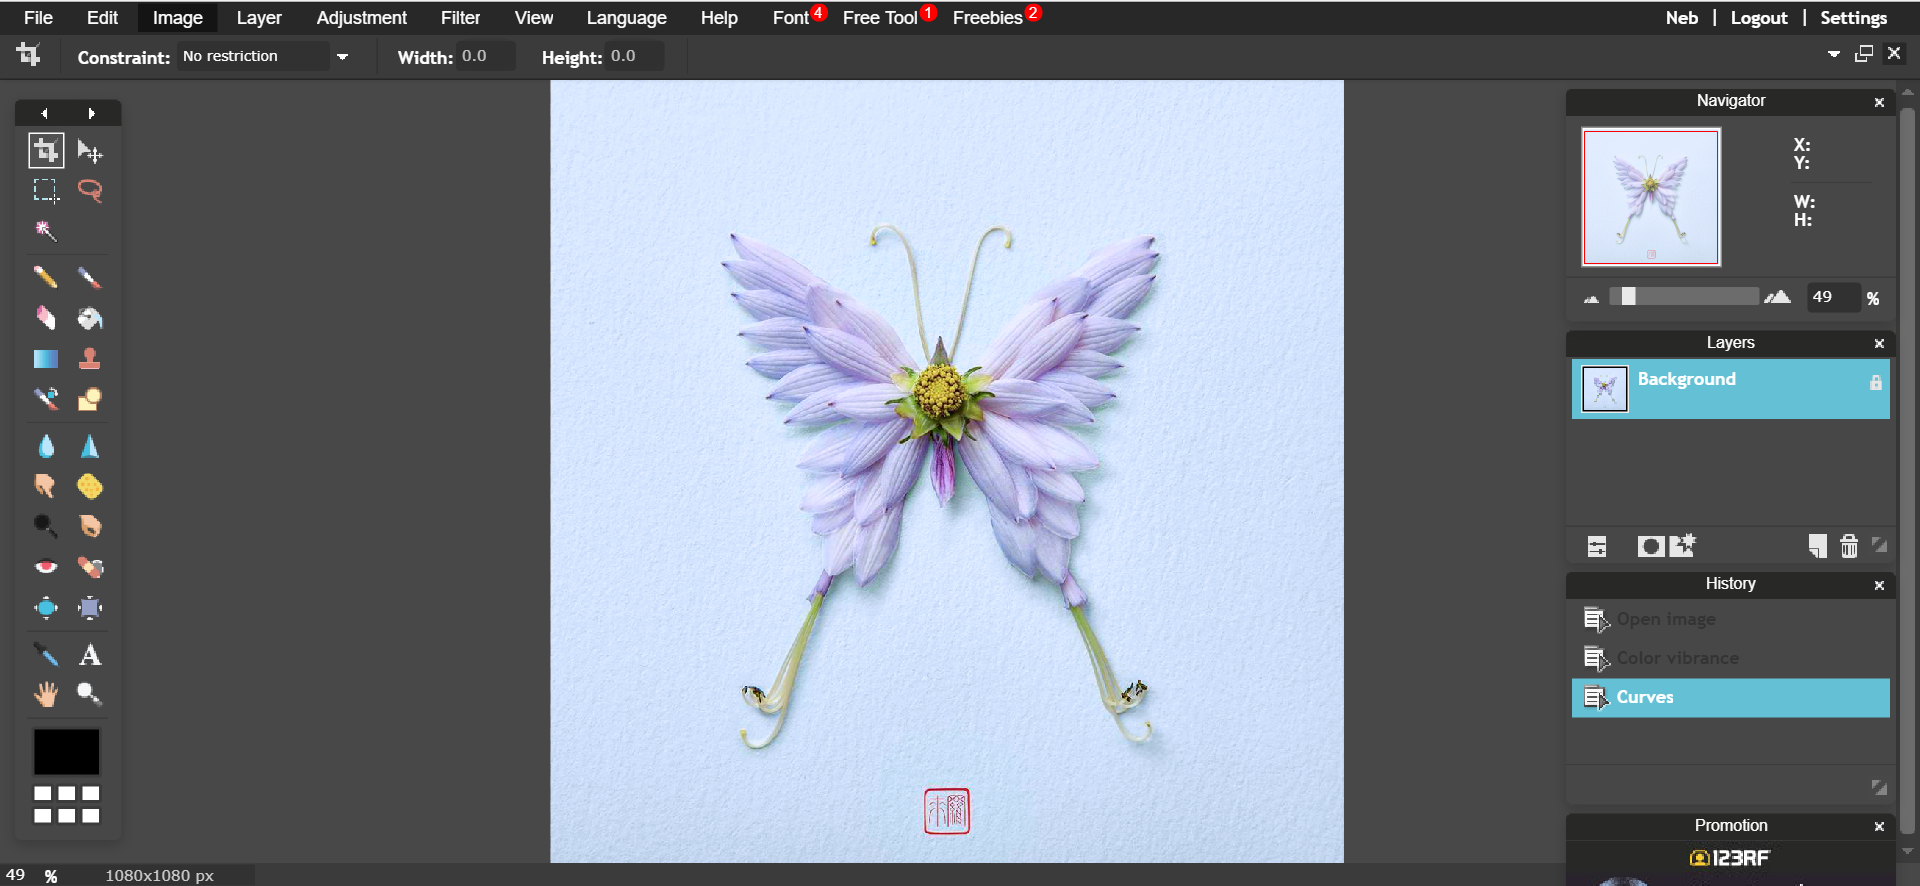 File Edit Image Layer Adjustment Filter View Language Help Font 4 Free Tool 1 Freebies 2 Neb | Logout | Settings
Constraint: No restriction Width: 0.0 Height: 0.0
Navigator
X:
Y:
W:
H:
49 %
Layers
Background
History
Open image
Color vibrance
Curves
Promotion
123RF
49 % 1080x1080 px